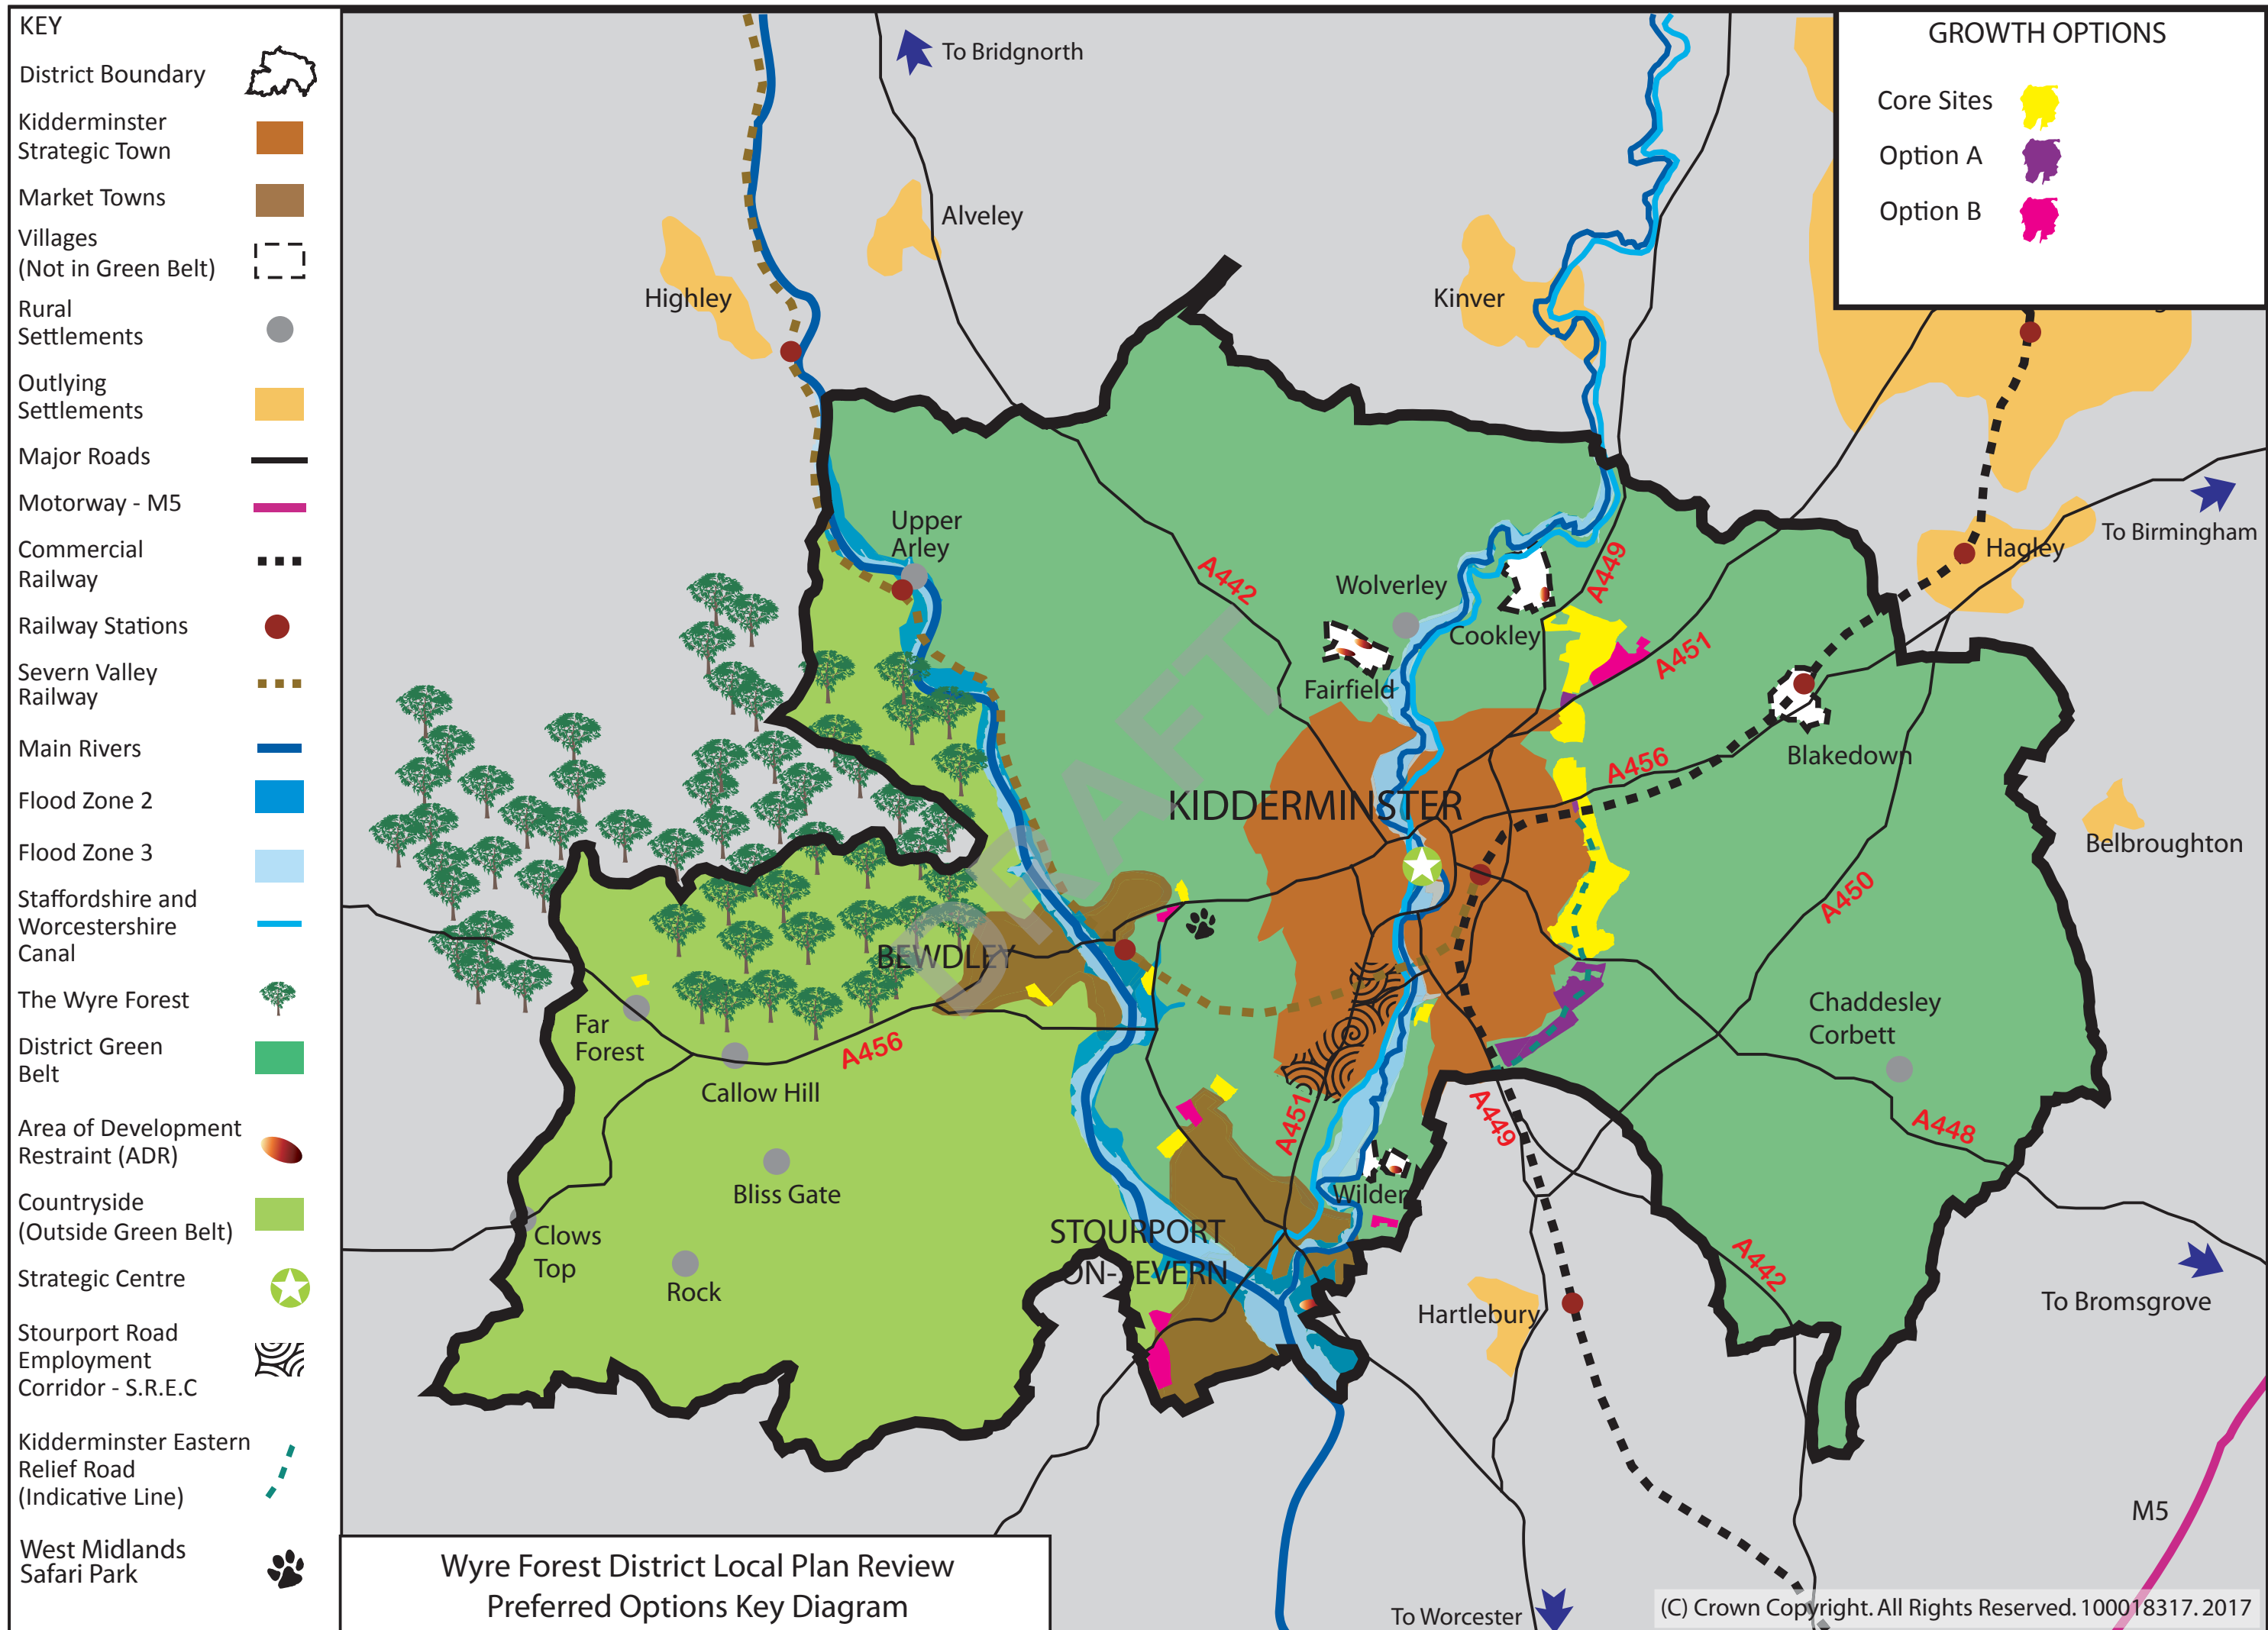 KEY
District Boundary
Kidderminster
Strategic Town
Market Towns
Villages
(Not in Green Belt)
Rural
Settlements
Outlying
Settlements
Major Roads
Motorway - M5
Commercial
Railway
Railway Stations
Severn Valley
Railway
Main Rivers
Flood Zone 2
Flood Zone 3
Staffordshire and
Worcestershire
Canal
The Wyre Forest
District Green
Belt
Area of Development
Restraint (ADR)
Countryside
(Outside Green Belt)
Strategic Centre
Stourport Road
Employment
Corridor - S.R.E.C
Kidderminster Eastern
Relief Road
(Indicative Line)
West Midlands
Safari Park
GROWTH OPTIONS
Core Sites
Option A
Option B
To Bridgnorth
Alveley
Highley
Kinver
Upper
Arley
A442
Wolverley
Cookley
A449
Fairfield
A451
Hagley
To Birmingham
Blakedown
A456
KIDDERMINSTER
Belbroughton
A450
DRAFT
BEWDLEY
Far
Forest
A456
Callow Hill
Chaddesley
Corbett
A451
A449
A448
Bliss Gate
Wilden
Clows
Top
STOURPORT
ON-SEVERN
Rock
A442
Hartlebury
To Bromsgrove
M5
To Worcester
Wyre Forest District Local Plan Review
Preferred Options Key Diagram
(C) Crown Copyright. All Rights Reserved. 100018317. 2017